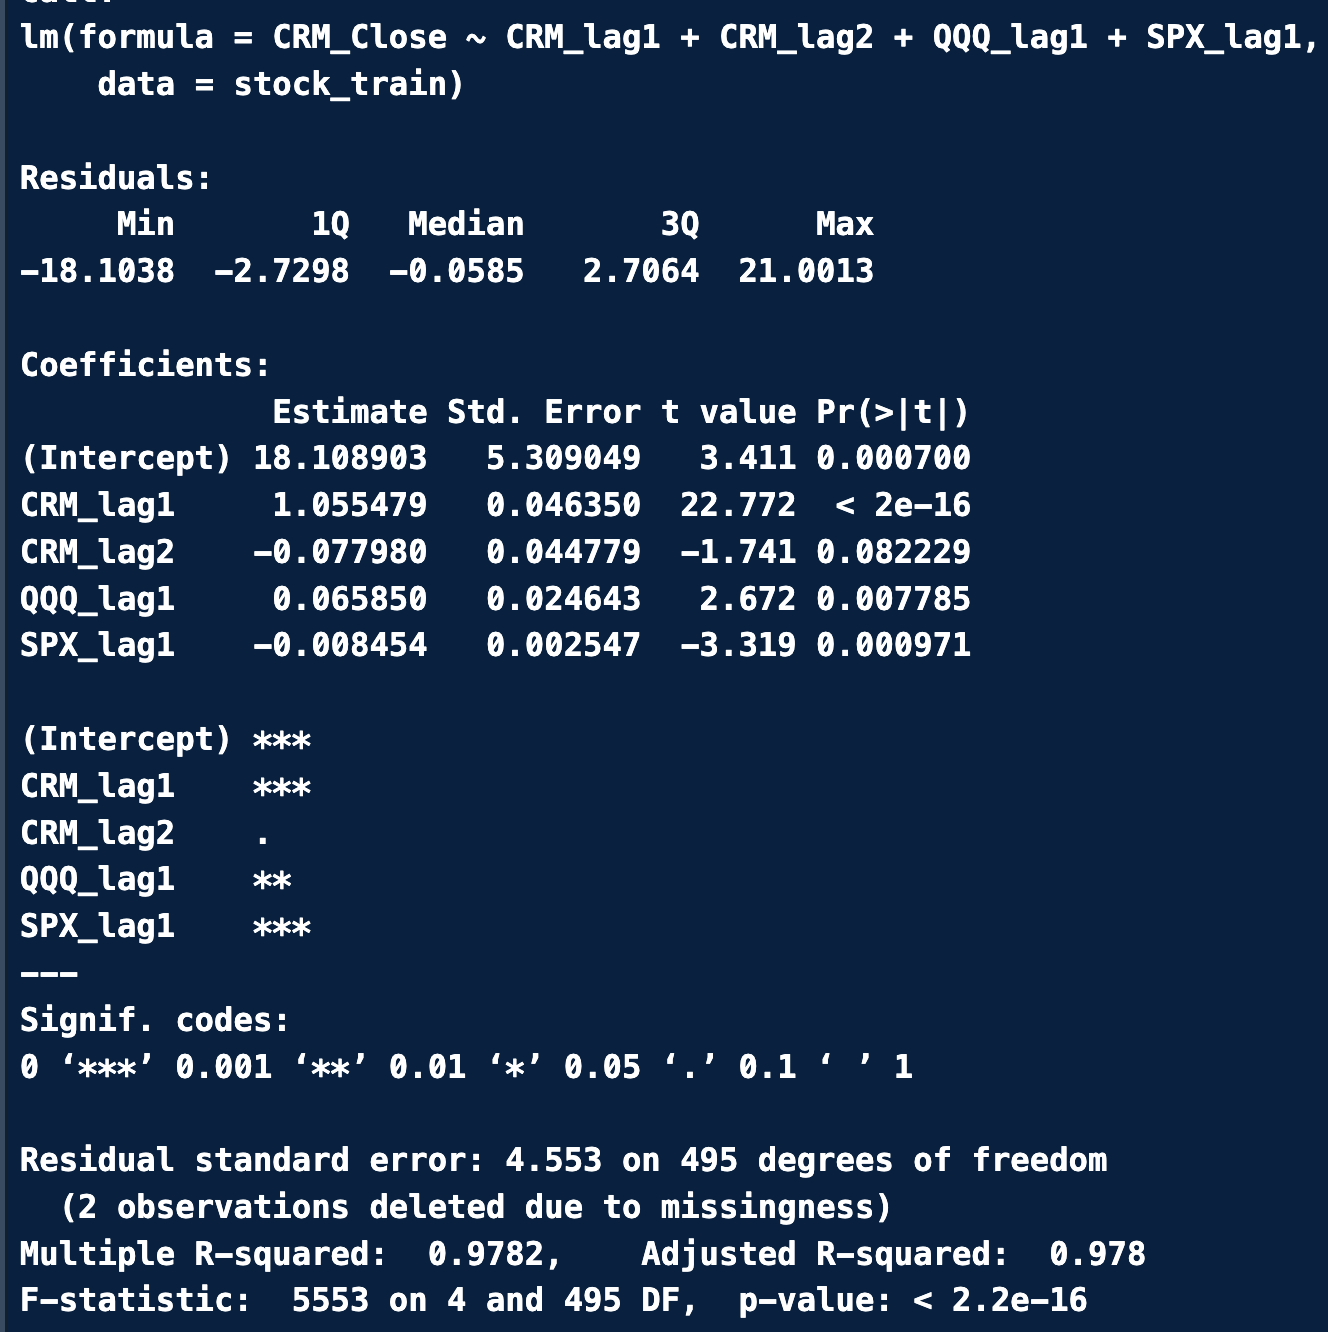 lm(formula = CRM_Close ~ CRM_lag1 + CRM_lag2 + QQQ_lag1 + SPX_lag1,
    data = stock_train)

Residuals:
     Min       1Q   Median       3Q      Max
-18.1038  -2.7298  -0.0585   2.7064  21.0013

Coefficients:
             Estimate Std. Error t value Pr(>|t|)
(Intercept) 18.108903   5.309049   3.411 0.000700
CRM_lag1     1.055479   0.046350  22.772  < 2e-16
CRM_lag2    -0.077980   0.044779  -1.741 0.082229
QQQ_lag1     0.065850   0.024643   2.672 0.007785
SPX_lag1    -0.008454   0.002547  -3.319 0.000971

(Intercept) ***
CRM_lag1    ***
CRM_lag2    .
QQQ_lag1    **
SPX_lag1    ***
---
Signif. codes:
0 ‘***’ 0.001 ‘**’ 0.01 ‘*’ 0.05 ‘.’ 0.1 ‘ ’ 1

Residual standard error: 4.553 on 495 degrees of freedom
  (2 observations deleted due to missingness)
Multiple R-squared:  0.9782,    Adjusted R-squared:  0.978
F-statistic:  5553 on 4 and 495 DF,  p-value: < 2.2e-16